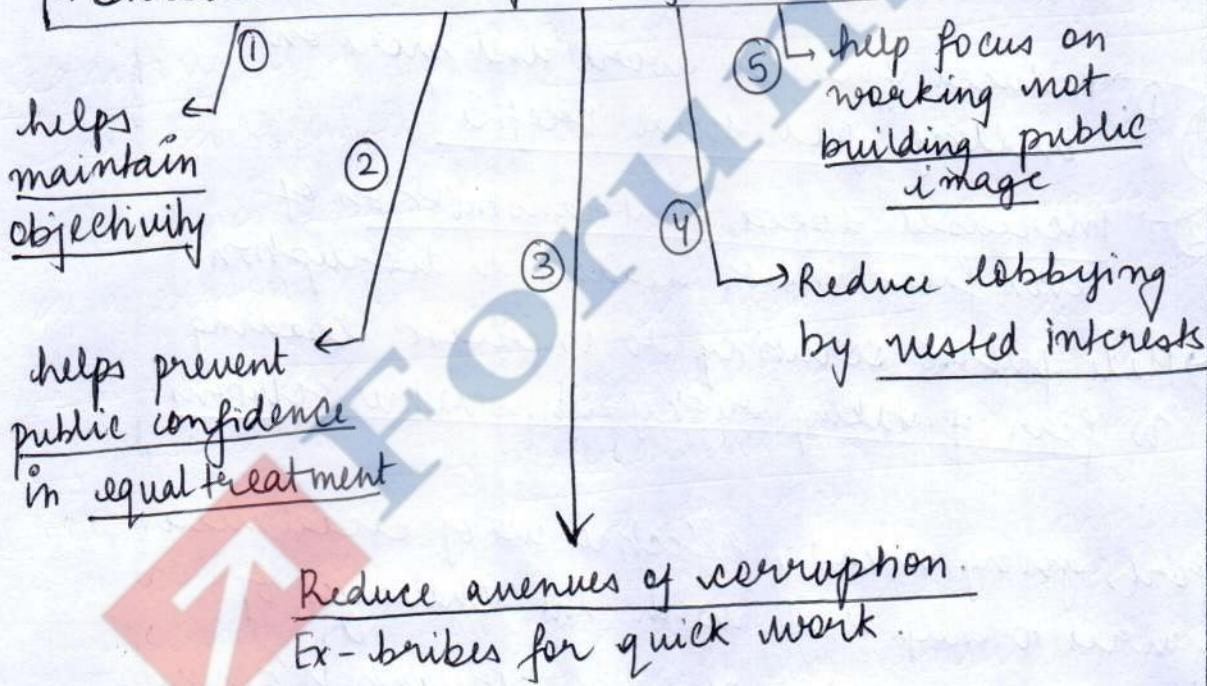 ①
helps
maintain
objectivity
②
helps prevent
public confidence
in equal treatment
③
Reduce avenues of corruption.
Ex- bribes for quick work.
④
Reduce lobbying
by vested interests
⑤
help focus on
working not
building public
image
Forum